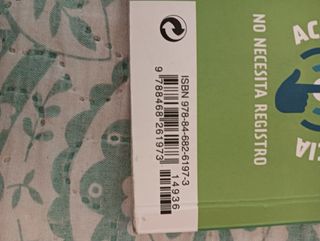 ISBN 978-84-682-6197-3
9 788468 261973
14936
NO NECESITA REGISTRO